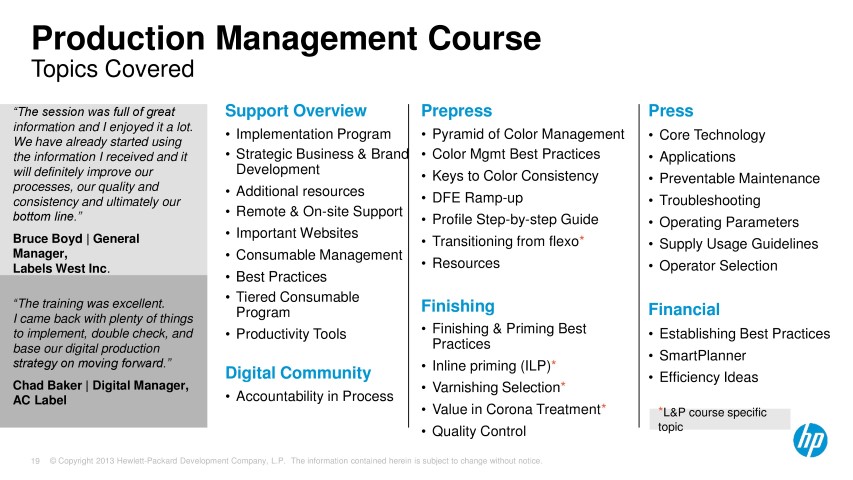 Production Management Course
Topics Covered
“The session was full of great
information and I enjoyed it a lot.
We have already started using
the information I received and it
will definitely improve our
processes, our quality and
consistency and ultimately our
bottom line.”
Bruce Boyd | General
Manager,
Labels West Inc.
“The training was excellent.
I came back with plenty of things
to implement, double check, and
base our digital production
strategy on moving forward.”
Chad Baker | Digital Manager,
AC Label
Support Overview
• Implementation Program
• Strategic Business & Brand
Development
• Additional resources
• Remote & On-site Support
• Important Websites
• Consumable Management
• Best Practices
• Tiered Consumable
Program
• Productivity Tools
Digital Community
• Accountability in Process
Prepress
• Pyramid of Color Management
• Color Mgmt Best Practices
• Keys to Color Consistency
• DFE Ramp-up
• Profile Step-by-step Guide
• Transitioning from flexo*
• Resources
Finishing
• Finishing & Priming Best
Practices
• Inline priming (ILP)*
• Varnishing Selection*
• Value in Corona Treatment*
• Quality Control
Press
• Core Technology
• Applications
• Preventable Maintenance
• Troubleshooting
• Operating Parameters
• Supply Usage Guidelines
• Operator Selection
Financial
• Establishing Best Practices
• SmartPlanner
• Efficiency Ideas
*L&P course specific
topic
hp
19 © Copyright 2013 Hewlett-Packard Development Company, L.P. The information contained herein is subject to change without notice.